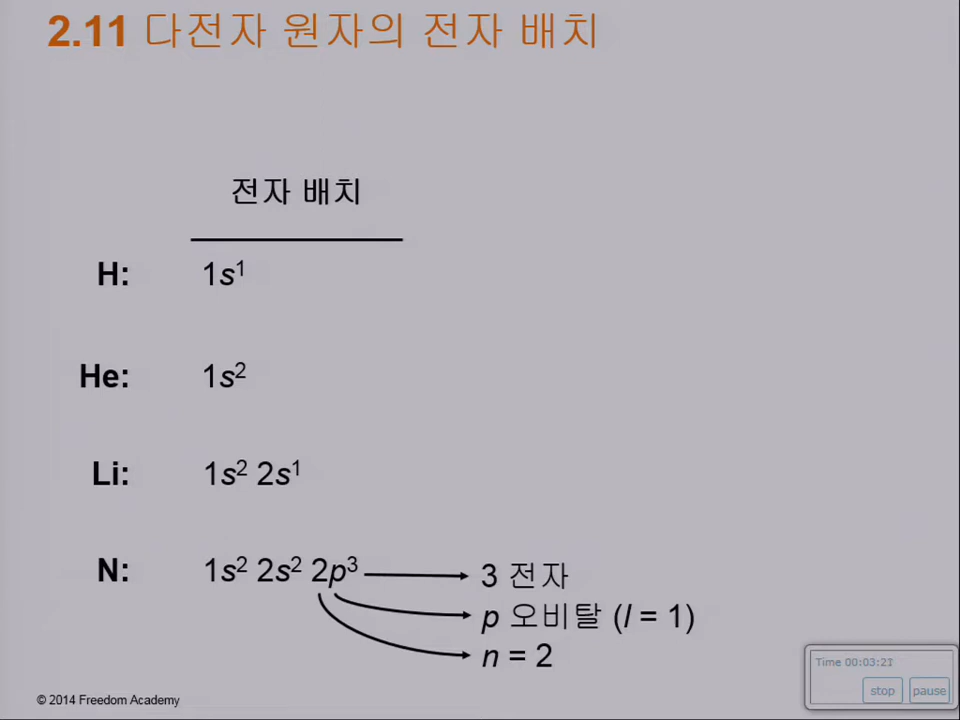 2.11 다전자 원자의 전자 배치
전자 배치
H: 1s¹
He: 1s²
Li: 1s² 2s¹
N: 1s² 2s² 2p³
3 전자
p 오비탈 (l = 1)
n = 2
Time 00:03:21
stop pause
© 2014 Freedom Academy